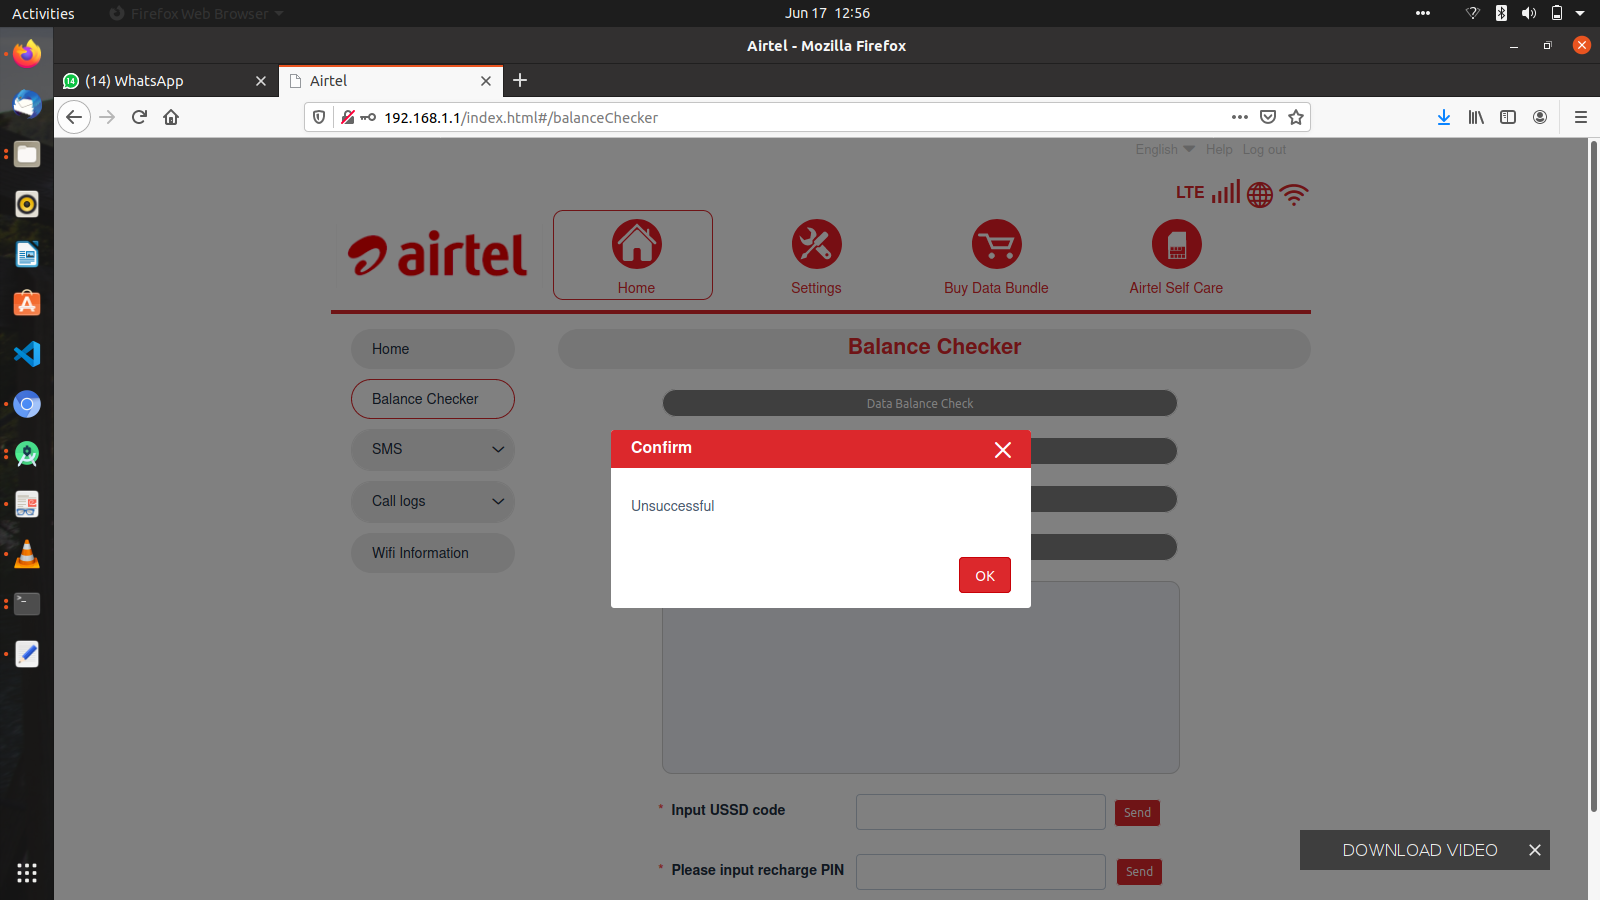 Activities
Firefox Web Browser
Jun 17 12:56
Airtel - Mozilla Firefox
14
(14) WhatsApp
Airtel
192.168.1.1/index.html#/balanceChecker
English
Help
Log out
LTE
airtel
Home
Settings
Buy Data Bundle
Airtel Self Care
Home
Balance Checker
SMS
Call logs
Wifi Information
Balance Checker
Data Balance Check
Confirm
Unsuccessful
OK
* Input USSD code
Send
* Please input recharge PIN
Send
DOWNLOAD VIDEO